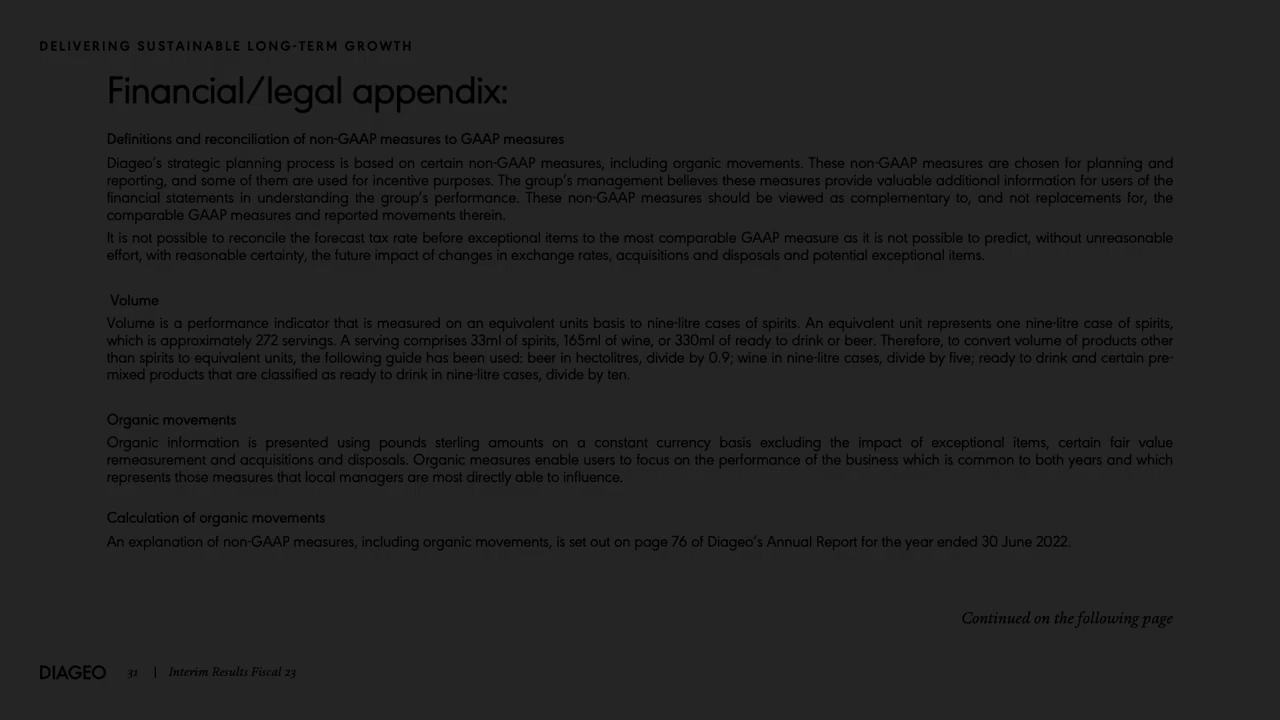 DELIVERING SUSTAINABLE LONG-TERM GROWTH
Financial/legal appendix:
Definitions and reconciliation of non-GAAP measures to GAAP measures
Diageo's strategic planning process is based on certain non-GAAP measures, including organic movements. These non-GAAP measures are chosen for planning and
reporting, and some of them are used for incentive purposes. The group's management believes these measures provide valuable additional information for users of the
financial statements in understanding the group's performance. These non-GAAP measures should be viewed as complementary to, and not replacements for, the
comparable GAAP measures and reported movements therein.
It is not possible to reconcile the forecast tax rate before exceptional items to the most comparable GAAP measure as it is not possible to predict, without unreasonable
effort, with reasonable certainty, the future impact of changes in exchange rates, acquisitions and disposals and potential exceptional items.
Volume
Volume is a performance indicator that is measured on an equivalent units basis to nine-litre cases of spirits. An equivalent unit represents one nine-litre case of spirits,
which is approximately 272 servings. A serving comprises 33ml of spirits, 165ml of wine, or 330ml of ready to drink or beer. Therefore, to convert volume of products other
than spirits to equivalent units, the following guide has been used: beer in hectolitres, divide by 0.9; wine in nine-litre cases, divide by five; ready to drink and certain pre-
mixed products that are classified as ready to drink in nine-litre cases, divide by ten.
Organic movements
Organic information is presented using pounds sterling amounts on a constant currency basis excluding the impact of exceptional items, certain fair value
remeasurement and acquisitions and disposals. Organic measures enable users to focus on the performance of the business which is common to both years and which
represents those measures that local managers are most directly able to influence.
Calculation of organic movements
An explanation of non-GAAP measures, including organic movements, is set out on page 76 of Diageo's Annual Report for the year ended 30 June 2022.
Continued on the following page
DIAGEO 31 | Interim Results Fiscal 23